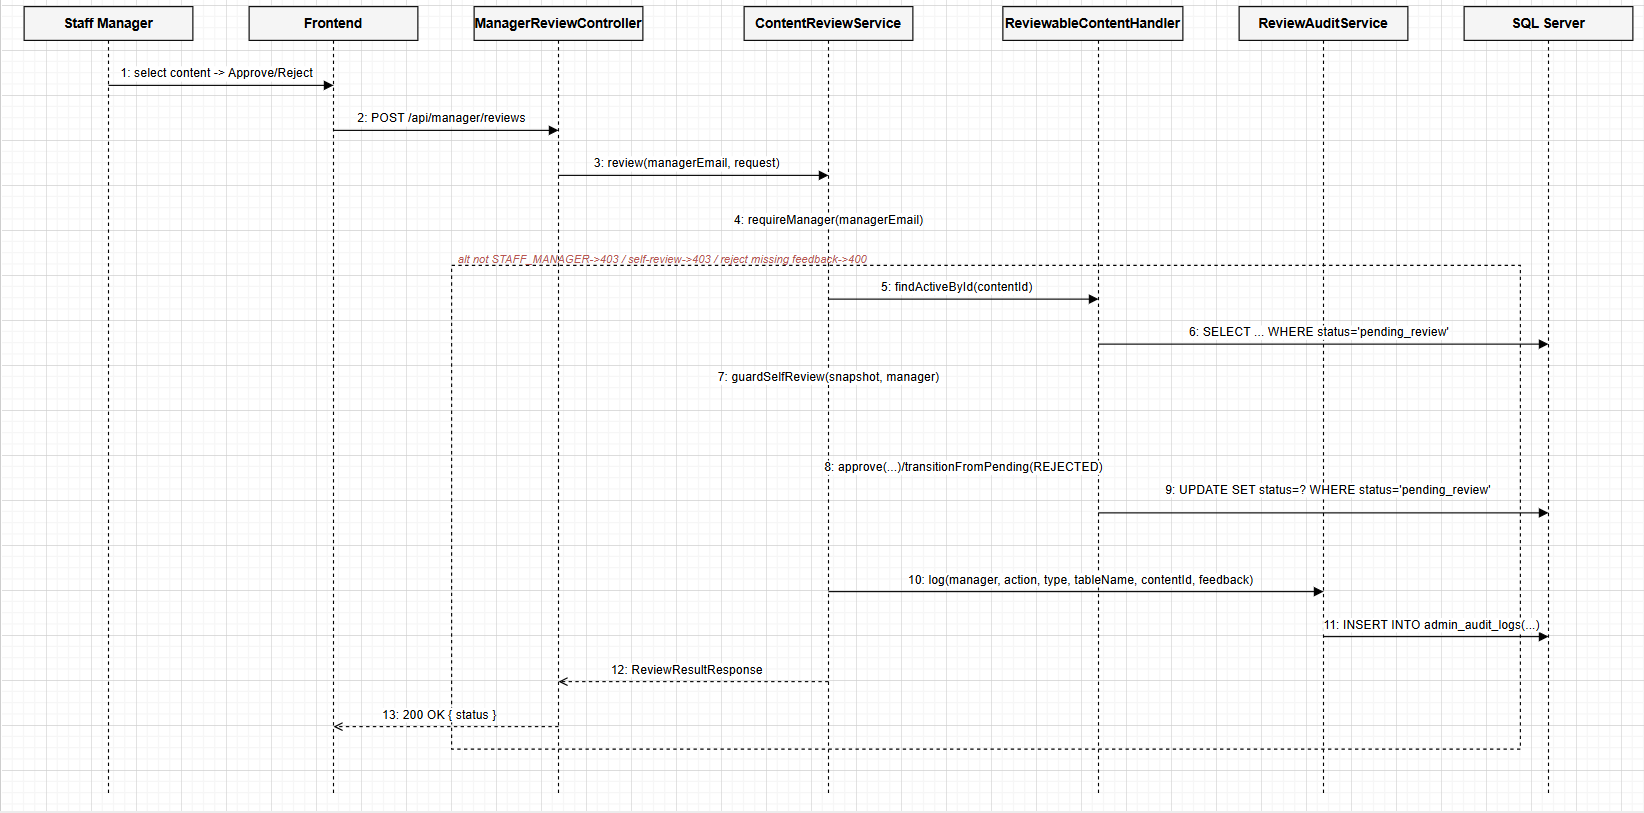 Staff Manager
Frontend
ManagerReviewController
ContentReviewService
ReviewableContentHandler
ReviewAuditService
SQL Server
1: select content -> Approve/Reject
2: POST /api/manager/reviews
3: review(managerEmail, request)
4: requireManager(managerEmail)
alt not STAFF_MANAGER->403 / self-review->403 / reject missing feedback->400
5: findActiveById(contentId)
6: SELECT ... WHERE status='pending_review'
7: guardSelfReview(snapshot, manager)
8: approve(...)/transitionFromPending(REJECTED)
9: UPDATE SET status=? WHERE status='pending_review'
10: log(manager, action, type, tableName, contentId, feedback)
11: INSERT INTO admin_audit_logs(...)
12: ReviewResultResponse
13: 200 OK { status }